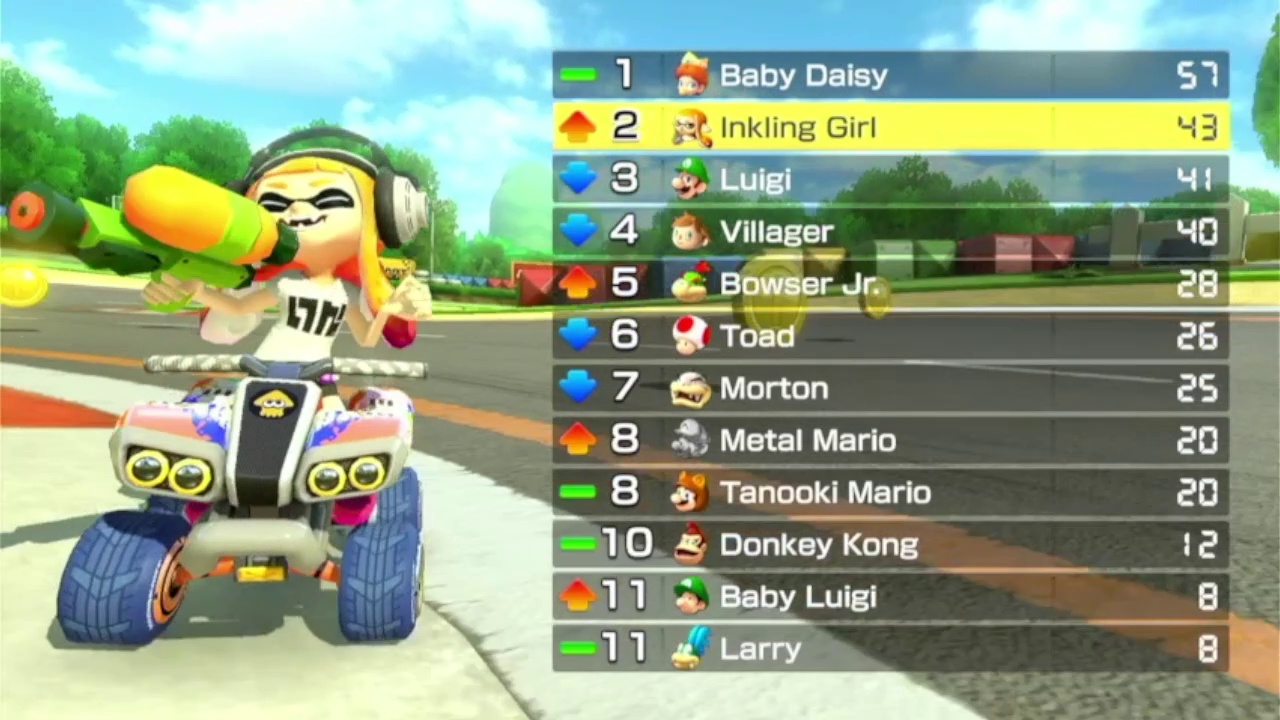 1 Baby Daisy 57
2 Inkling Girl 43
3 Luigi 41
4 Villager 40
5 Bowser Jr. 28
6 Toad 26
7 Morton 25
8 Metal Mario 20
8 Tanooki Mario 20
10 Donkey Kong 12
11 Baby Luigi 8
11 Larry 8